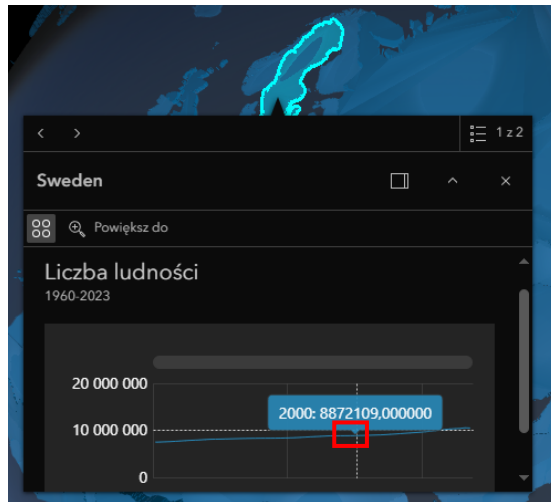 1 z 2
Sweden
Powiększ do
Liczba ludności
1960-2023
20 000 000
2000: 8872109,000000
10 000 000
0